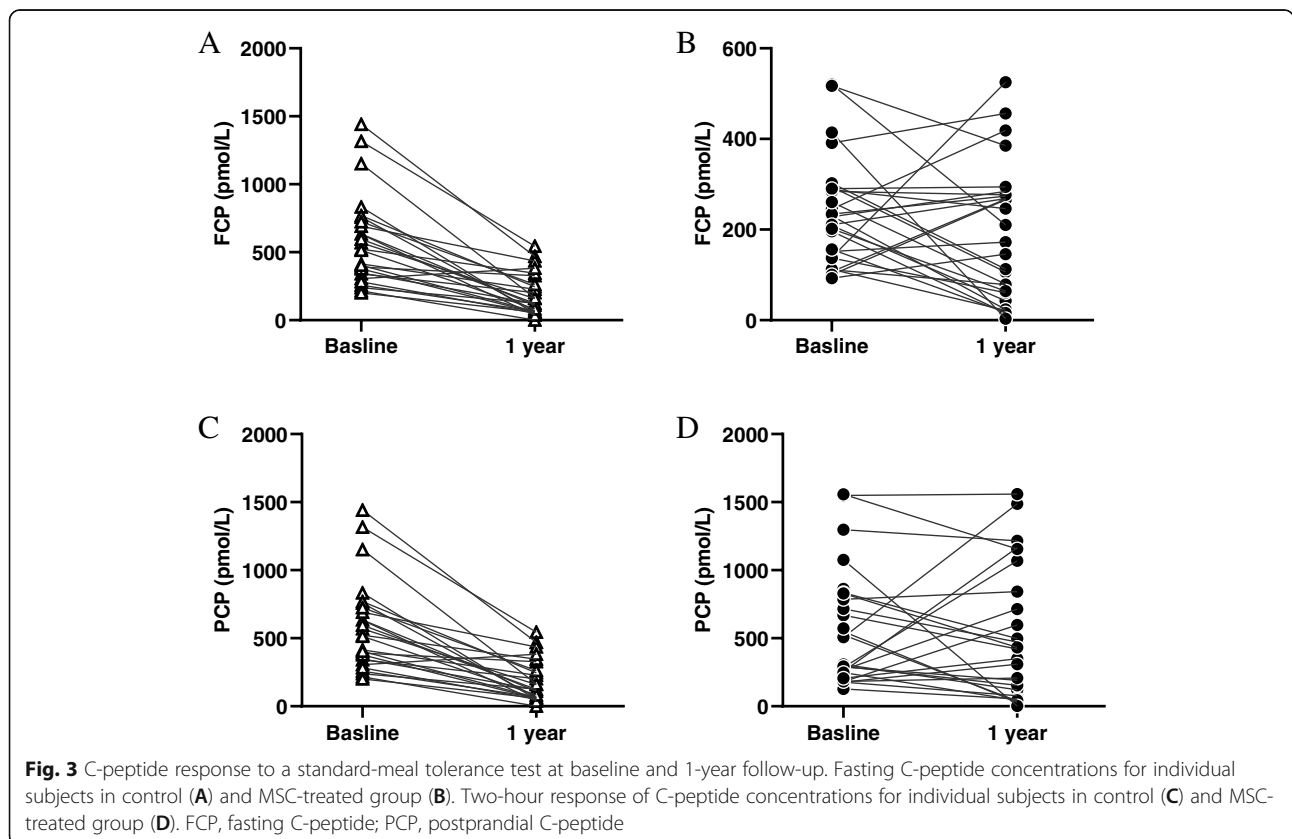 A
2000
1500
1000
500
0
FCP (pmol/L)
Basline 1 year
B
600
400
200
0
FCP (pmol/L)
Basline 1 year
C
2000
1500
1000
500
0
PCP (pmol/L)
Basline 1 year
D
2000
1500
1000
500
0
PCP (pmol/L)
Basline 1 year
Fig. 3 C-peptide response to a standard-meal tolerance test at baseline and 1-year follow-up. Fasting C-peptide concentrations for individual
subjects in control (A) and MSC-treated group (B). Two-hour response of C-peptide concentrations for individual subjects in control (C) and MSC-
treated group (D). FCP, fasting C-peptide; PCP, postprandial C-peptide